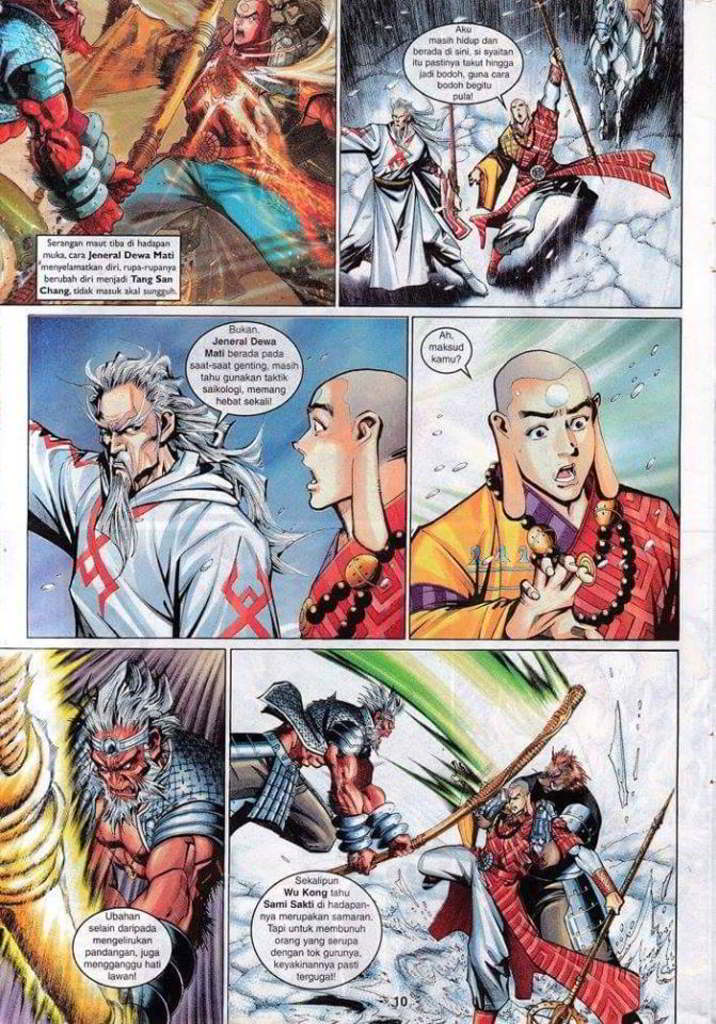 Serangan maut tiba di hadapan
muka, cara Jeneral Dewa Mati
menyelamatkan diri, rupa-rupanya
berubah diri menjadi Tang San
Chang, tidak masuk akal sungguh.
Aku
masih hidup dan
berada di sini, si syaitan
itu pastinya takut hingga
jadi bodoh, guna cara
bodoh begitu
pula!
Bukan,
Jeneral Dewa
Mati berada pada
saat-saat genting, masih
tahu gunakan taktik
saikologi, memang
hebat sekali!
Ah,
maksud
kamu?
Ubahan
selain daripada
mengelirukan
pandangan, juga
mengganggu hati
lawan!
Sekalipun
Wu Kong tahu
Sami Sakti di hadapan-
nya merupakan samaran.
Tapi untuk membunuh
orang yang serupa
dengan tok gurunya,
keyakinannya pasti
tergugat!
10